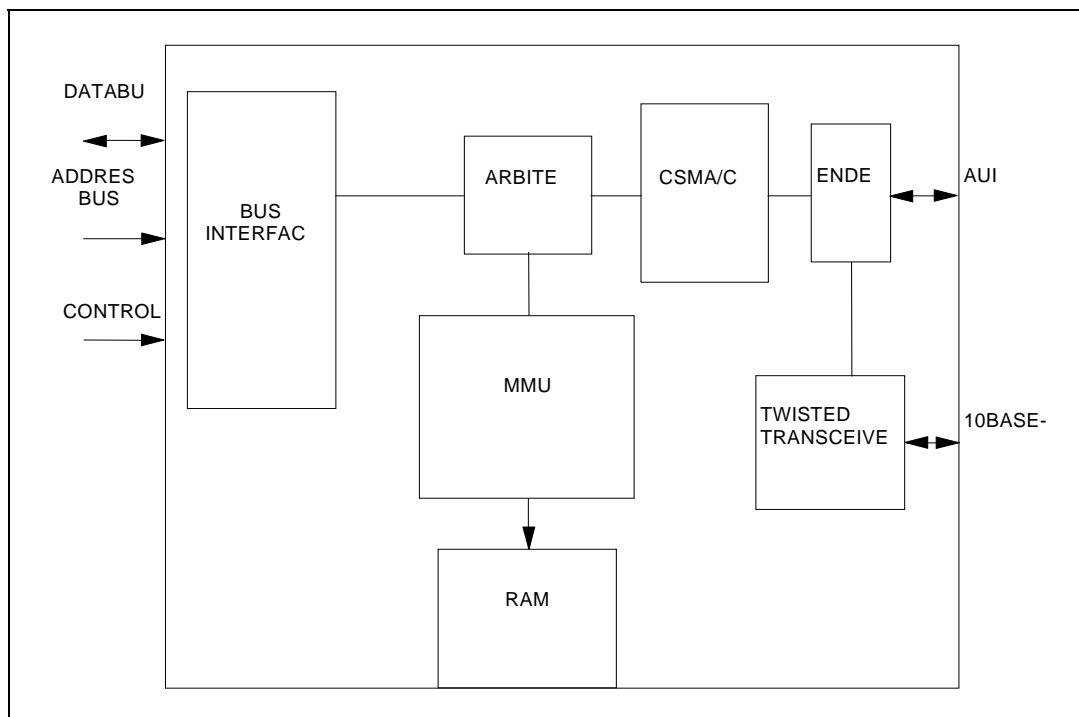 DATABU
ADDRES
BUS
CONTROL
BUS
INTERFAC
ARBITE
CSMA/C
ENDE
AUI
MMU
TWISTED
TRANSCEIVE
10BASE-
RAM